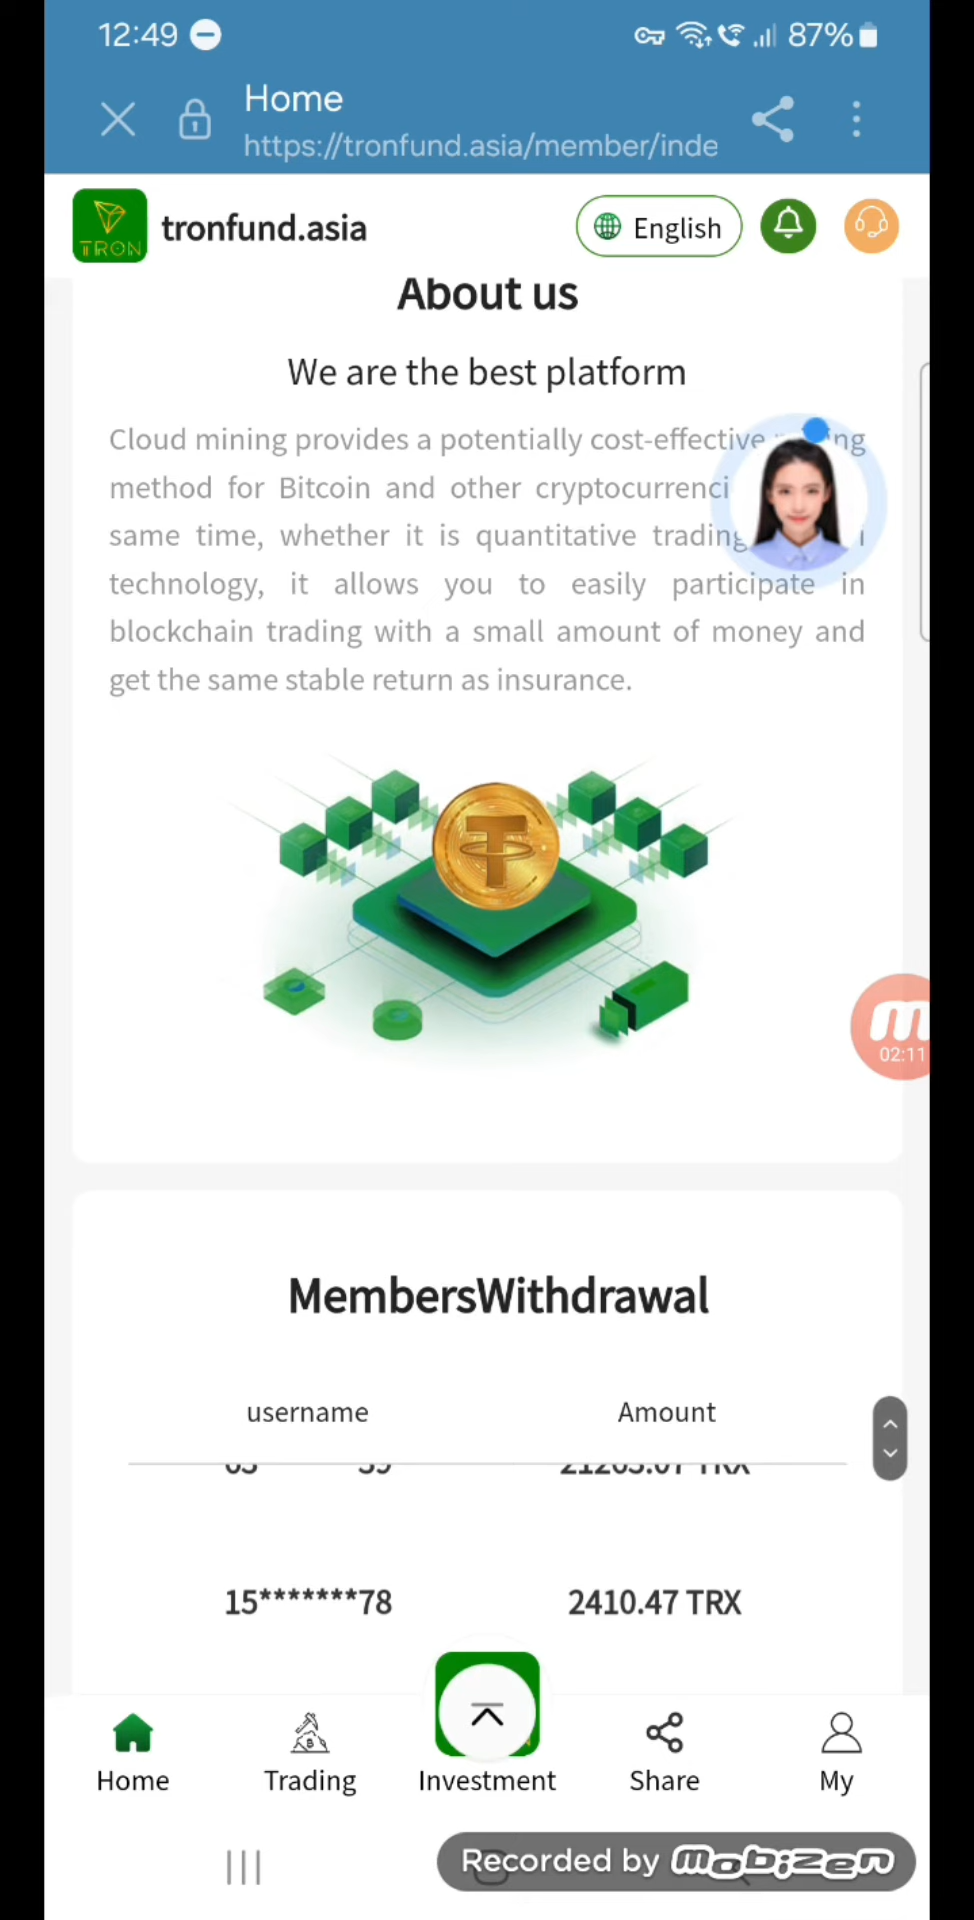 12:49
87%
Home
https://tronfund.asia/member/inde
TRON
tronfund.asia
English
About us
We are the best platform
Cloud mining provides a potentially cost-effective
method for Bitcoin and other
same time, whether it is quantitative trading
technology, it allows you to easily participate in
blockchain trading with a small amount of money and
get the same stable return as insurance.
02:11
MembersWithdrawal
username Amount
15*******78 2410.47 TRX
Home Trading Investment Share My
Recorded by mobizen